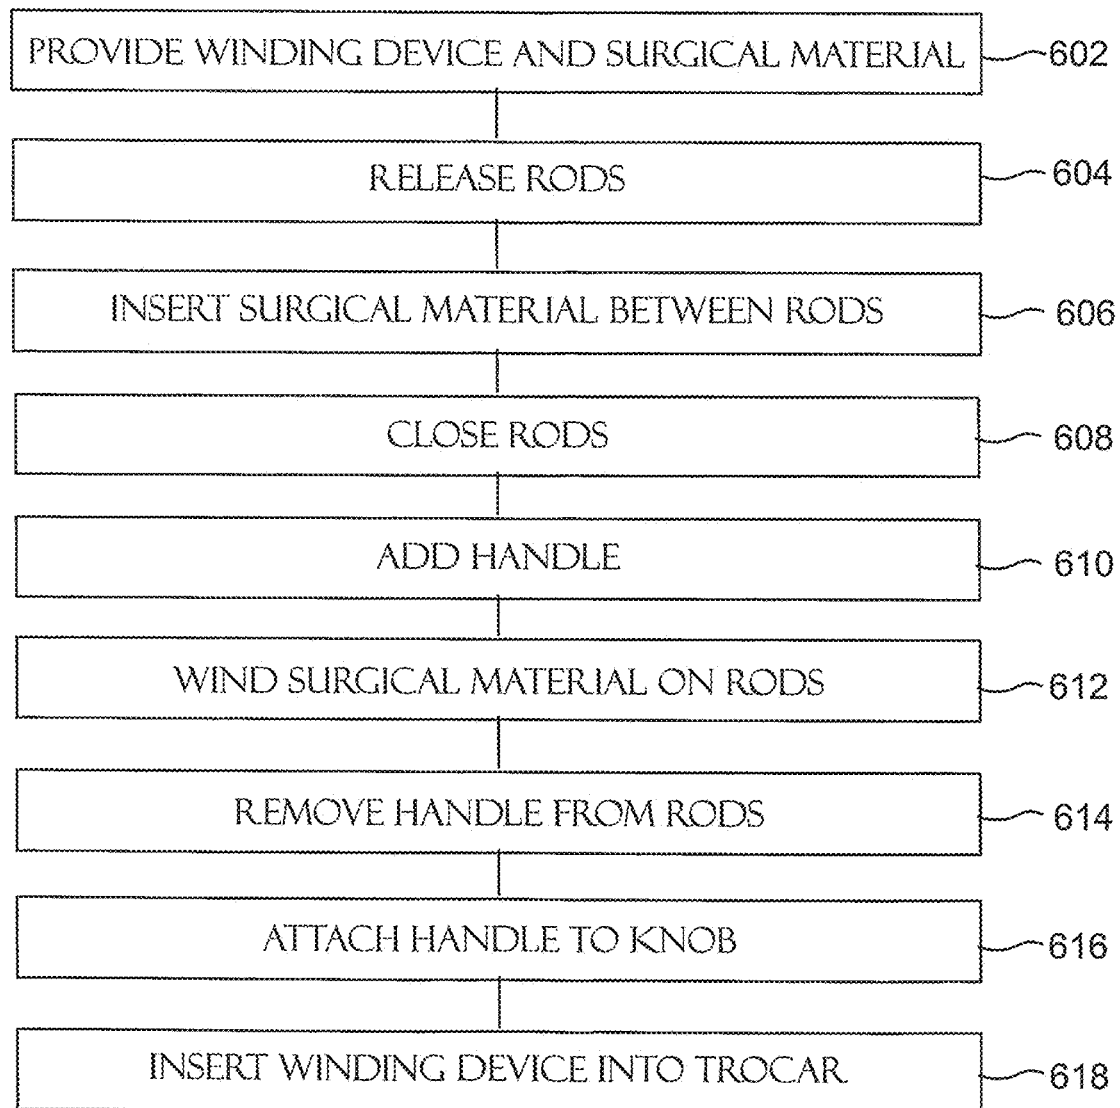 PROVIDE WINDING DEVICE AND SURGICAL MATERIAL 602
RELEASE RODS 604
INSERT SURGICAL MATERIAL BETWEEN RODS 606
CLOSE RODS 608
ADD HANDLE 610
WIND SURGICAL MATERIAL ON RODS 612
REMOVE HANDLE FROM RODS 614
ATTACH HANDLE TO KNOB 616
INSERT WINDING DEVICE INTO TROCAR 618